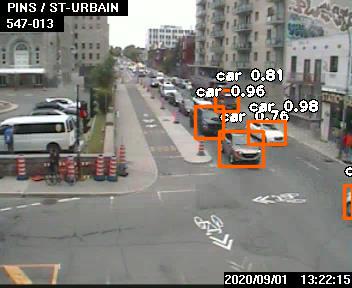 PINS / ST-URBAIN
547-013
car 0.81
car 0.96
car 0.98
car 0.76
c
2020/09/01 13:22:15